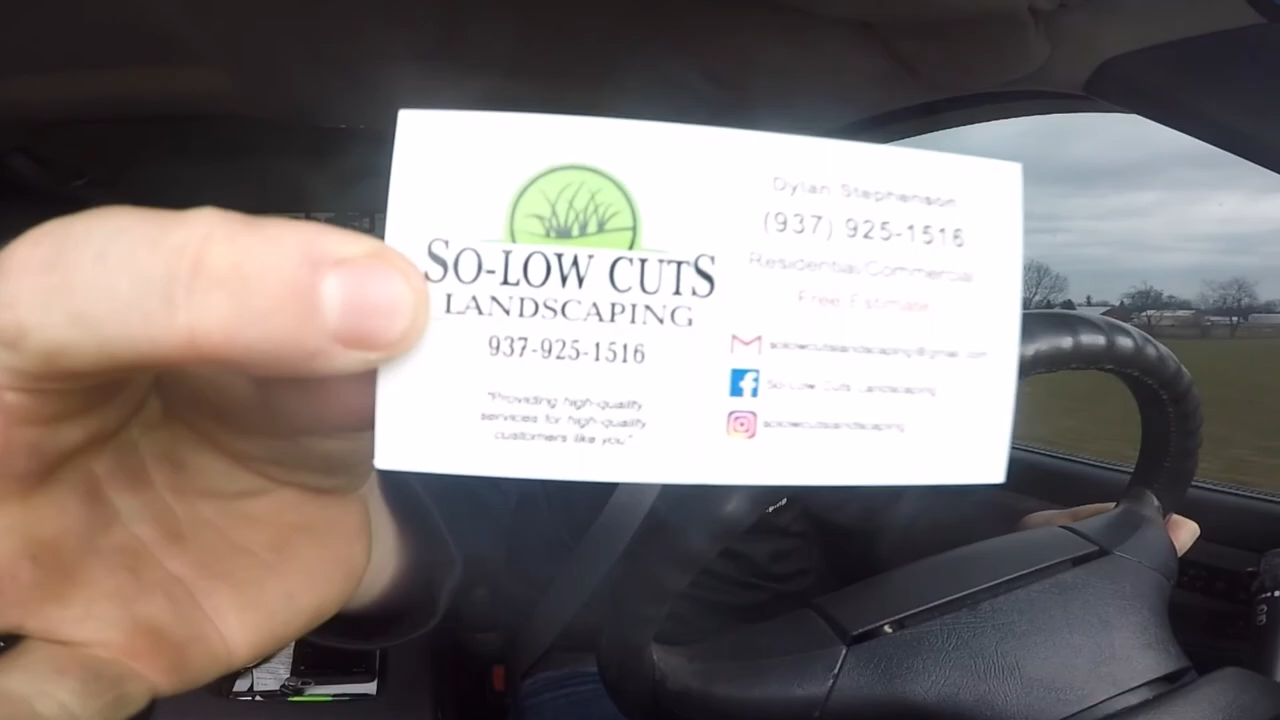 SO-LOW CUTS
LANDSCAPING
937-925-1516
"Providing high-quality
services for high-quality
customers like you."
Dylan Stephenson
(937) 925-1516
Residential/Commercial
Free Estimate
solowcutslandscaping@gmail.com
So-Low Cuts Landscaping
solowcutslandscaping